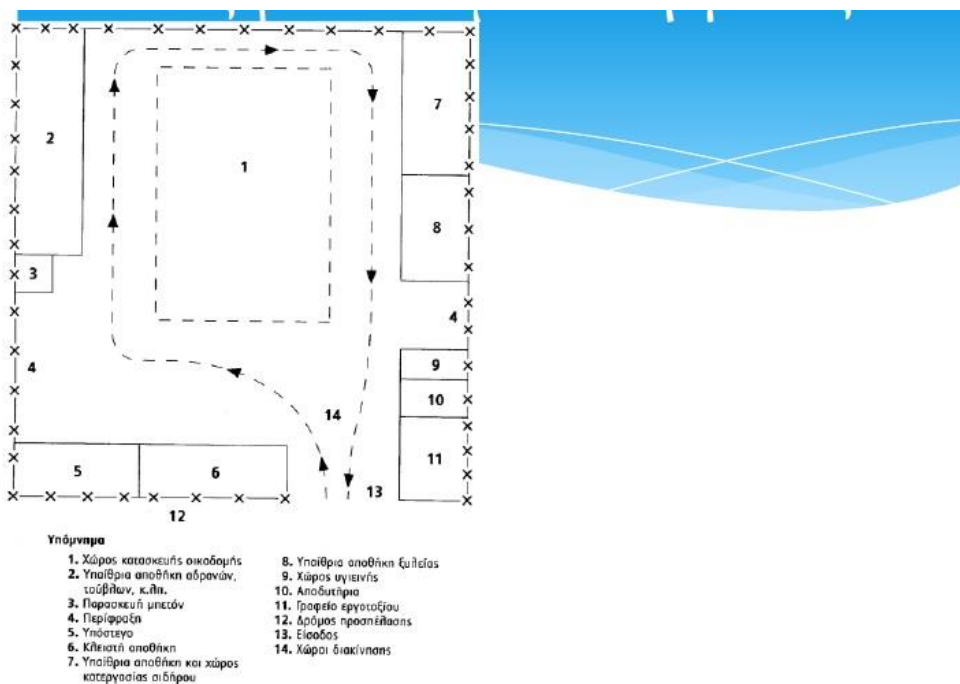 2
1
7
8
3
4
4
9
10
14
11
5
6
13
12
Υπόμνημα
1. Χώρος κατασκευής οικοδομής
2. Υπαίθρια αποθήκη αδρανών,
τούβλων, κ.λπ.
3. Παρασκευή μπετόν
4. Περίφραξη
5. Υπόστεγο
6. Κλειστή αποθήκη
7. Υπαίθρια αποθήκη και χώρος
κατεργασίας σιδήρου
8. Υπαίθρια αποθήκη ξυλείας
9. Χώρος υγιεινής
10. Αποδυτήρια
11. Γραφείο εργοταξίου
12. Δρόμος προσπέλασης
13. Είσοδος
14. Χώροι διακίνησης